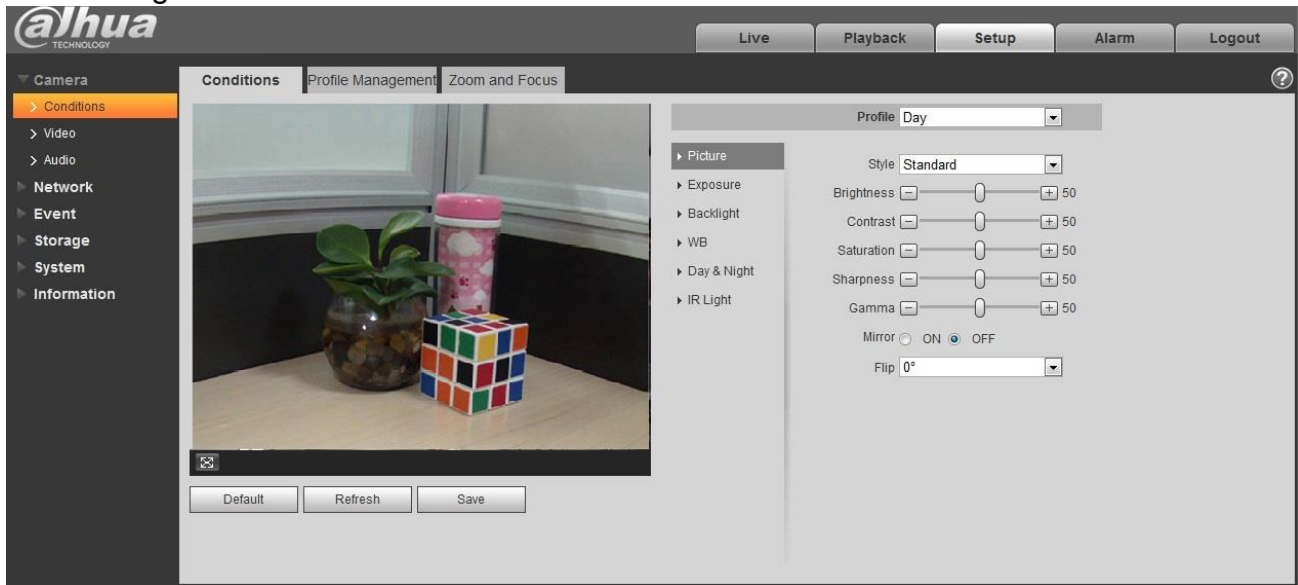 alhua
TECHNOLOGY
Live
Playback
Setup
Alarm
Logout
Camera
Conditions
Video
Audio
Network
Event
Storage
System
Information
Conditions
Profile Management
Zoom and Focus
?
Profile Day
Picture
Exposure
Backlight
WB
Day & Night
IR Light
Style Standard
Brightness 50
Contrast 50
Saturation 50
Sharpness 50
Gamma 50
Mirror ON OFF
Flip 0°
Default
Refresh
Save